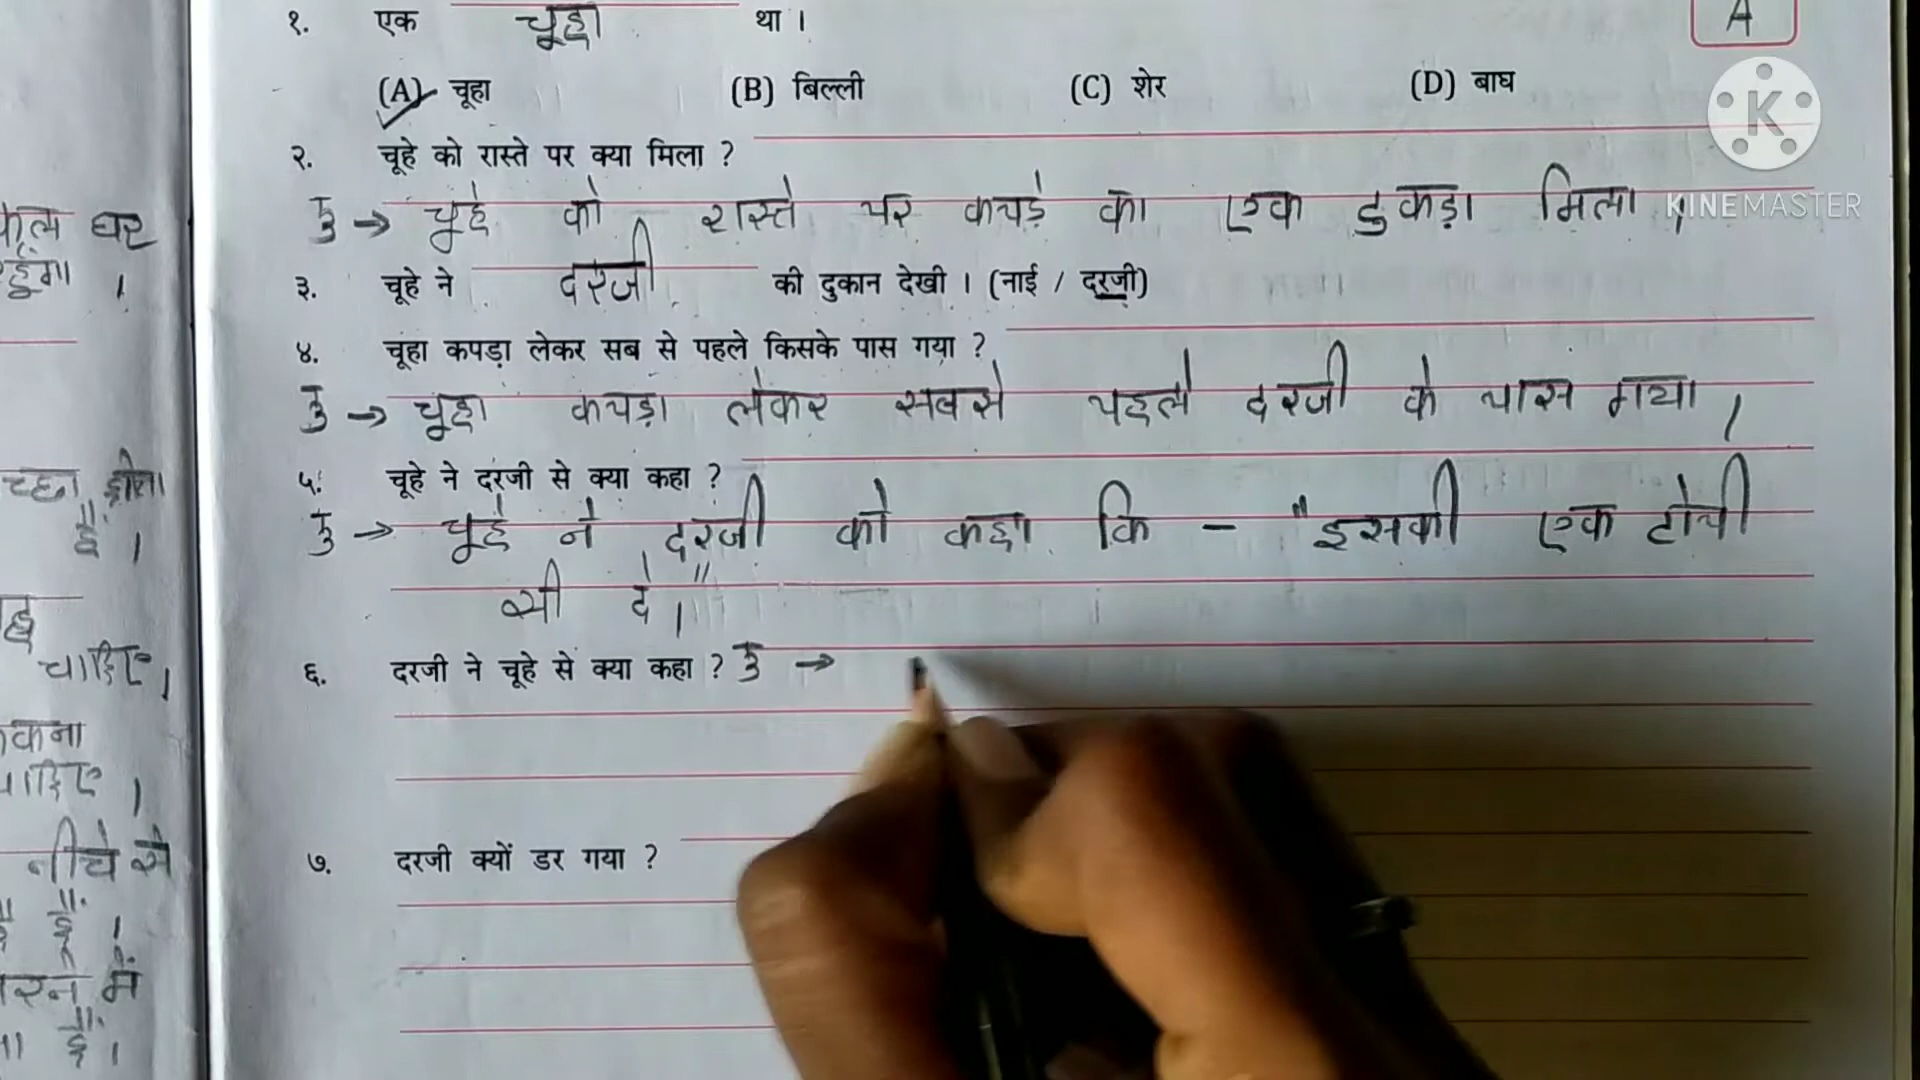 १. एक चूहा था । A
(A) चूहा (B) बिल्ली (C) शेर (D) बाघ
K
२. चूहे को रास्ते पर क्या मिला ?
उ → चूहे को रास्ते पर कपड़े का एक टुकड़ा मिला ।
KINEMASTER
३. चूहे ने दरजी की दुकान देखी । (नाई / दरजी)
४. चूहा कपड़ा लेकर सब से पहले किसके पास गया ?
उ → चूहा कपड़ा लेकर सबसे पहले दरजी के पास गया ।
५. चूहे ने दरजी से क्या कहा ?
उ → चूहे ने दरजी को कहा कि - "इसकी एक टोपी
सी दे ।"
६. दरजी ने चूहे से क्या कहा ? उ →
७. दरजी क्यों डर गया ?
घर
।
है ।
चाहिए ।
।
नीचे से
है ।
में
है ।